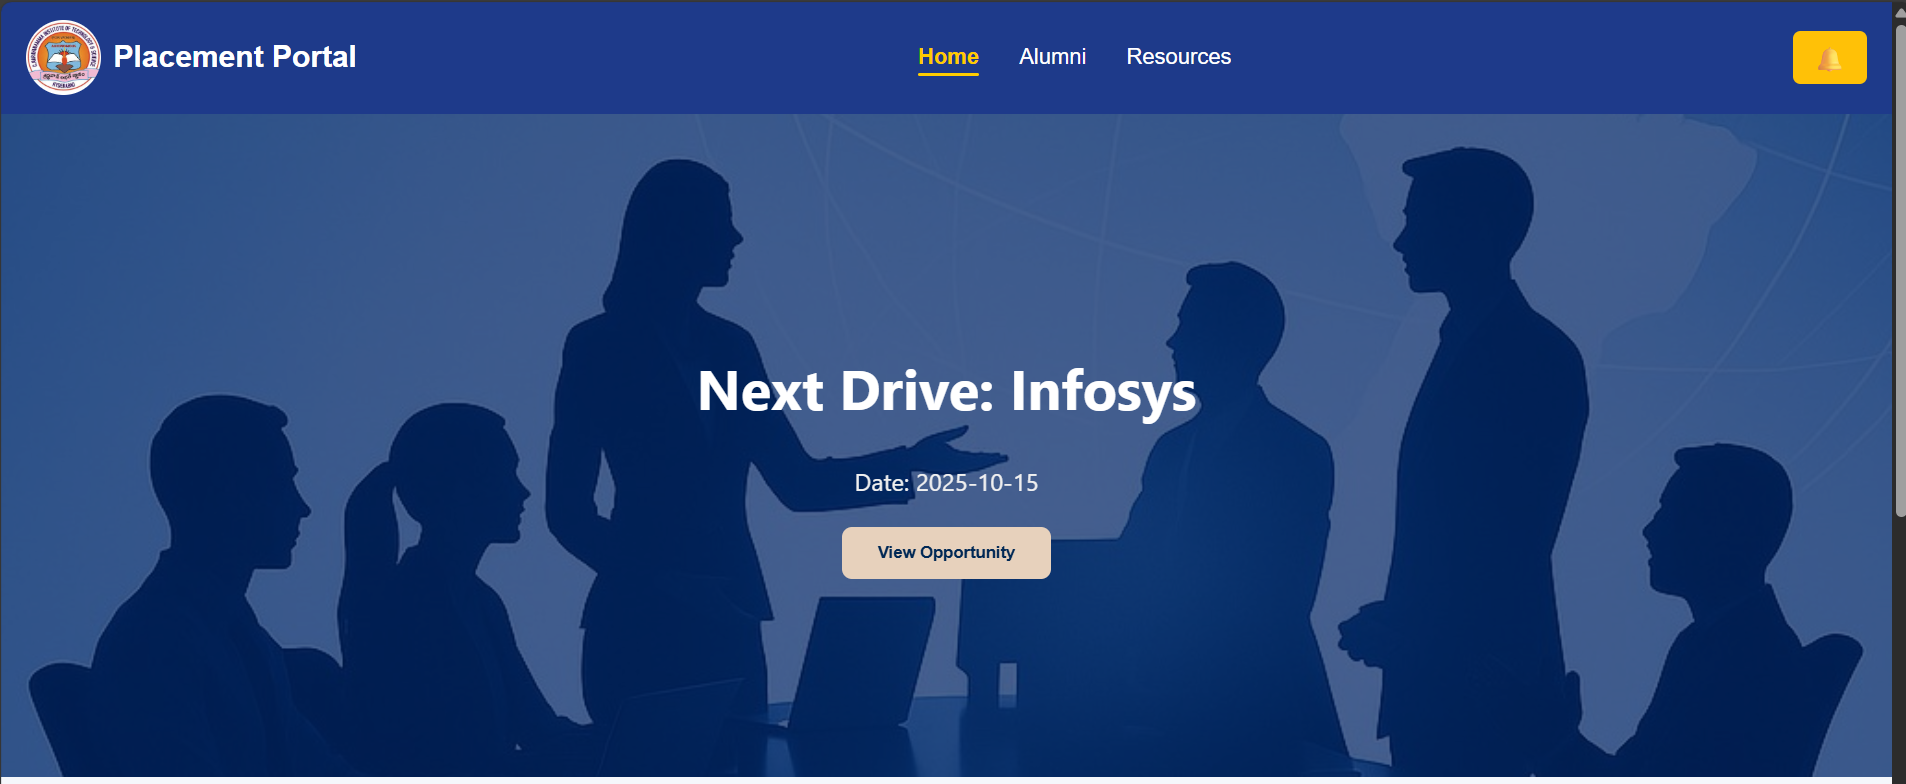 Placement Portal
Home
Alumni
Resources
Next Drive: Infosys
Date: 2025-10-15
View Opportunity